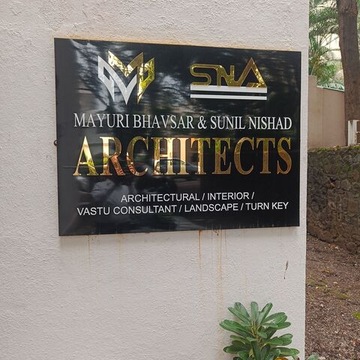 SNA
MAYURI BHAVSAR & SUNIL NISHAD
ARCHITECTS
ARCHITECTURAL / INTERIOR /
VASTU CONSULTANT / LANDSCAPE / TURN KEY